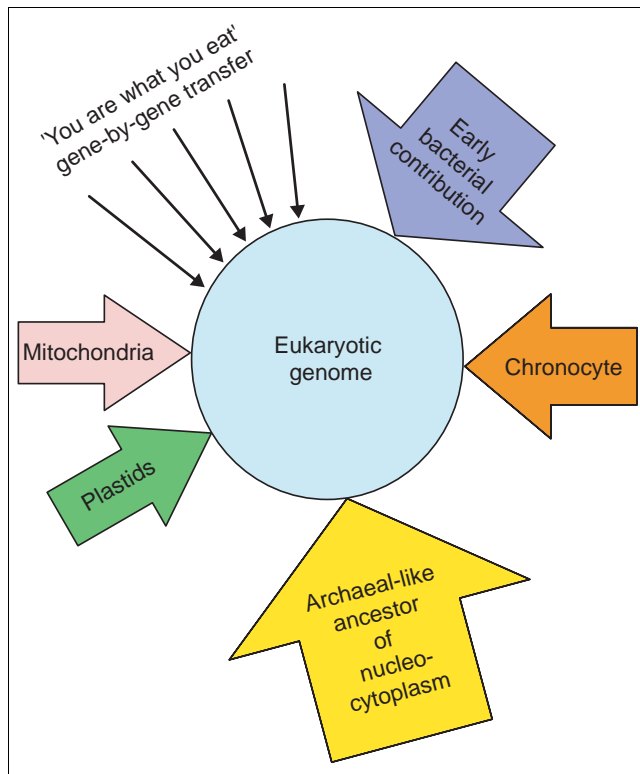 'You are what you eat'
gene-by-gene transfer
Early
bacterial
contribution
Mitochondria
Eukaryotic
genome
Chronocyte
Plastids
Archaeal-like
ancestor
of
nucleo-
cytoplasm